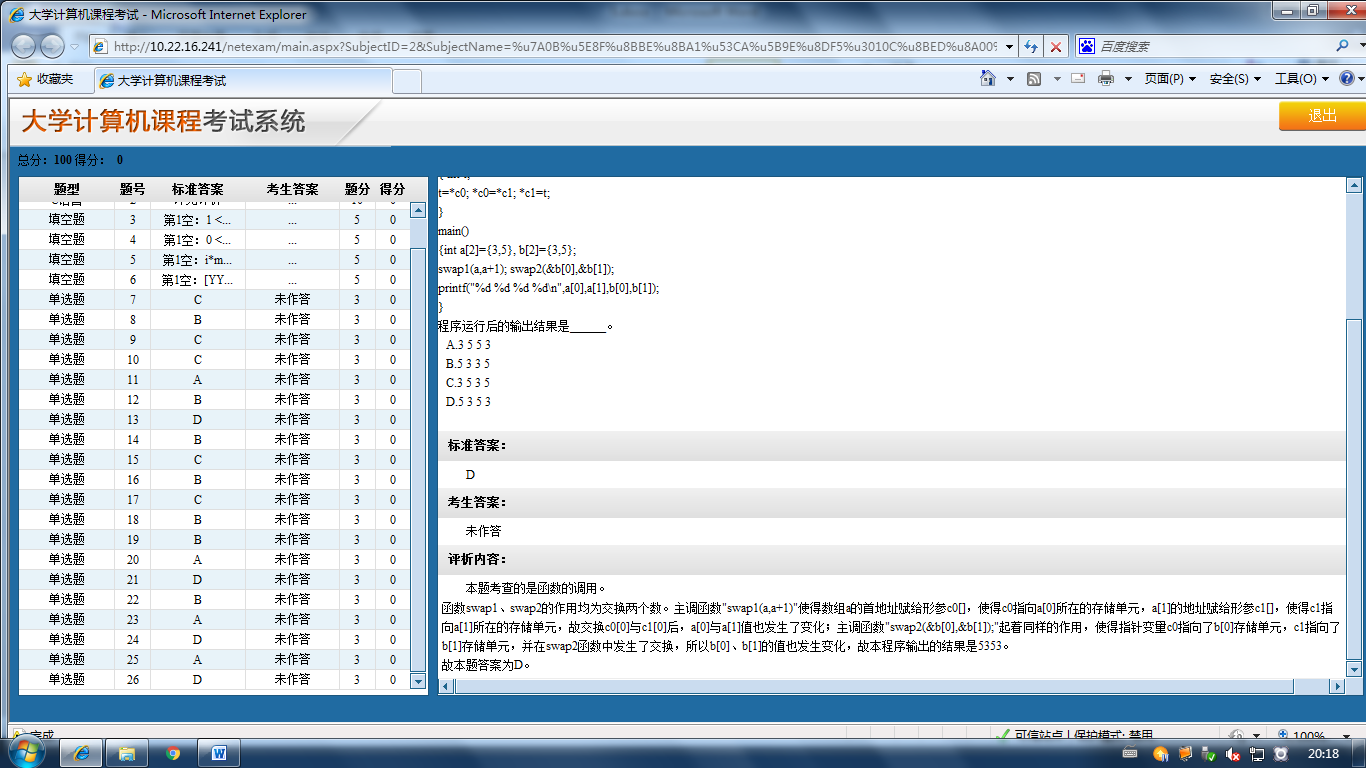 大学计算机课程考试 - Microsoft Internet Explorer
http://10.22.16.241/netexam/main.aspx?SubjectID=2&SubjectName=%u7A0B%u5E8F%u8BBE%u8BA1%u53CA%u5B9E%u8DF5%u3010C%u8BED%u8A009
百度搜索
收藏夹
大学计算机课程考试
页面(P)
安全(S)
工具(O)
大学计算机课程考试系统
退出
总分：100 得分： 0
题型 题号 标准答案 考生答案 题分 得分
填空题 3 第1空：1 <... ... 5 0
填空题 4 第1空：0 <... ... 5 0
填空题 5 第1空：i*m... ... 5 0
填空题 6 第1空：[YY... ... 5 0
单选题 7 C 未作答 3 0
单选题 8 B 未作答 3 0
单选题 9 C 未作答 3 0
单选题 10 C 未作答 3 0
单选题 11 A 未作答 3 0
单选题 12 B 未作答 3 0
单选题 13 D 未作答 3 0
单选题 14 B 未作答 3 0
单选题 15 C 未作答 3 0
单选题 16 B 未作答 3 0
单选题 17 C 未作答 3 0
单选题 18 B 未作答 3 0
单选题 19 B 未作答 3 0
单选题 20 A 未作答 3 0
单选题 21 D 未作答 3 0
单选题 22 B 未作答 3 0
单选题 23 A 未作答 3 0
单选题 24 D 未作答 3 0
单选题 25 A 未作答 3 0
单选题 26 D 未作答 3 0
t=*c0; *c0=*c1; *c1=t;
}
main()
{int a[2]={3,5}, b[2]={3,5};
swap1(a,a+1); swap2(&b[0],&b[1]);
printf("%d %d %d %d\n",a[0],a[1],b[0],b[1]);
}
程序运行后的输出结果是______。
A.3 5 5 3
B.5 3 3 5
C.3 5 3 5
D.5 3 5 3
标准答案：
D
考生答案：
未作答
评析内容：
本题考查的是函数的调用。
函数swap1、swap2的作用均为交换两个数。主调函数"swap1(a,a+1)"使得数组a的首地址赋给形参c0[]，使得c0指向a[0]所在的存储单元，a[1]的地址赋给形参c1[]，使得c1指
向a[1]所在的存储单元，故交换c0[0]与c1[0]后，a[0]与a[1]值也发生了变化；主调函数"swap2(&b[0],&b[1]);"起着同样的作用，使得指针变量c0指向了b[0]存储单元，c1指向了
b[1]存储单元，并在swap2函数中发生了交换，所以b[0]、b[1]的值也发生变化，故本程序输出的结果是5353。
故本题答案为D。
完成
可信站点 | 保护模式: 禁用
100%
20:18